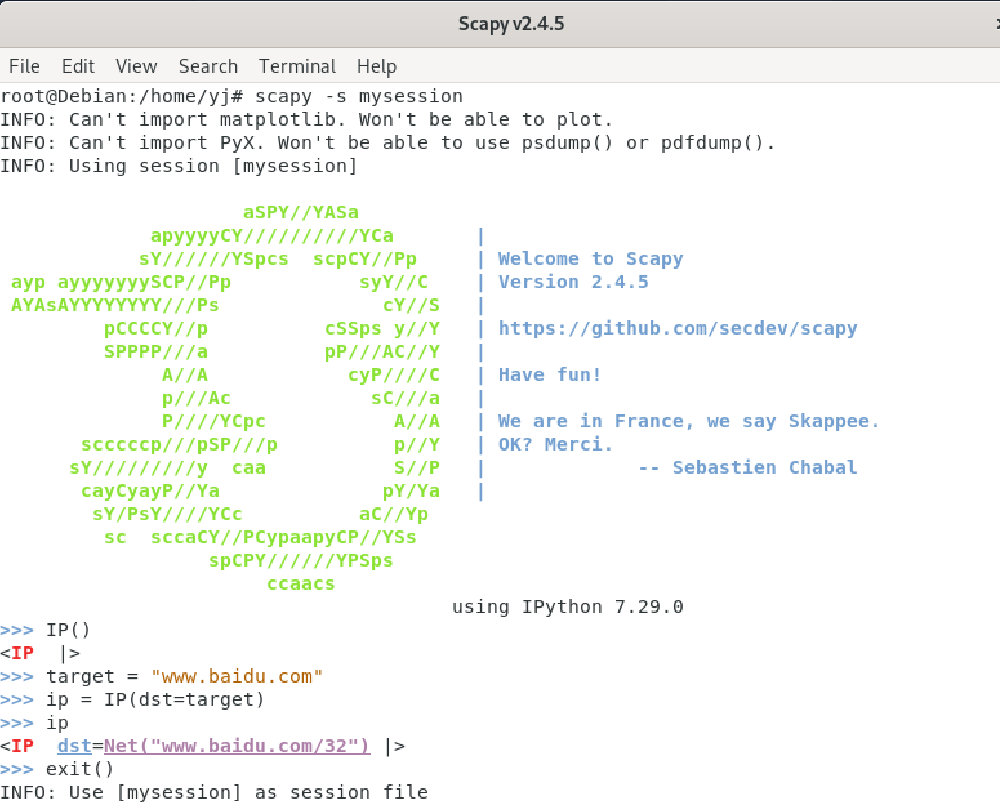 Scapy v2.4.5
File Edit View Search Terminal Help
root@Debian:/home/yj# scapy -s mysession
INFO: Can't import matplotlib. Won't be able to plot.
INFO: Can't import PyX. Won't be able to use psdump() or pdfdump().
INFO: Using session [mysession]
                     aSPY//YASa
             apyyyyCY//////////YCa       |
            sY//////YSpcs  scpCY//Pp     | Welcome to Scapy
 ayp ayyyyyyySCP//Pp           syY//C    | Version 2.4.5
 AYAsAYYYYYYYY///Ps              cY//S   |
         pCCCCY//p          cSSps y//Y   | https://github.com/secdev/scapy
         SPPPP///a          pP///AC//Y   |
              A//A            cyP////C   | Have fun!
              p///Ac            sC///a   |
              P////YCpc           A//A   | We are in France, we say Skappee.
       scccccp///pSP///p          p//Y   | OK? Merci.
      sY/////////y  caa           S//P   |             -- Sebastien Chabal
       cayCyayP//Ya              pY/Ya   |
        sY/PsY////YCc          aC//Yp
         sc  sccaCY//PCypaapyCP//YSs
                  spCPY//////YPSps
                       ccaacs
                                       using IPython 7.29.0
>>> IP()
<IP  |>
>>> target = "www.baidu.com"
>>> ip = IP(dst=target)
>>> ip
<IP  dst=Net("www.baidu.com/32") |>
>>> exit()
INFO: Use [mysession] as session file